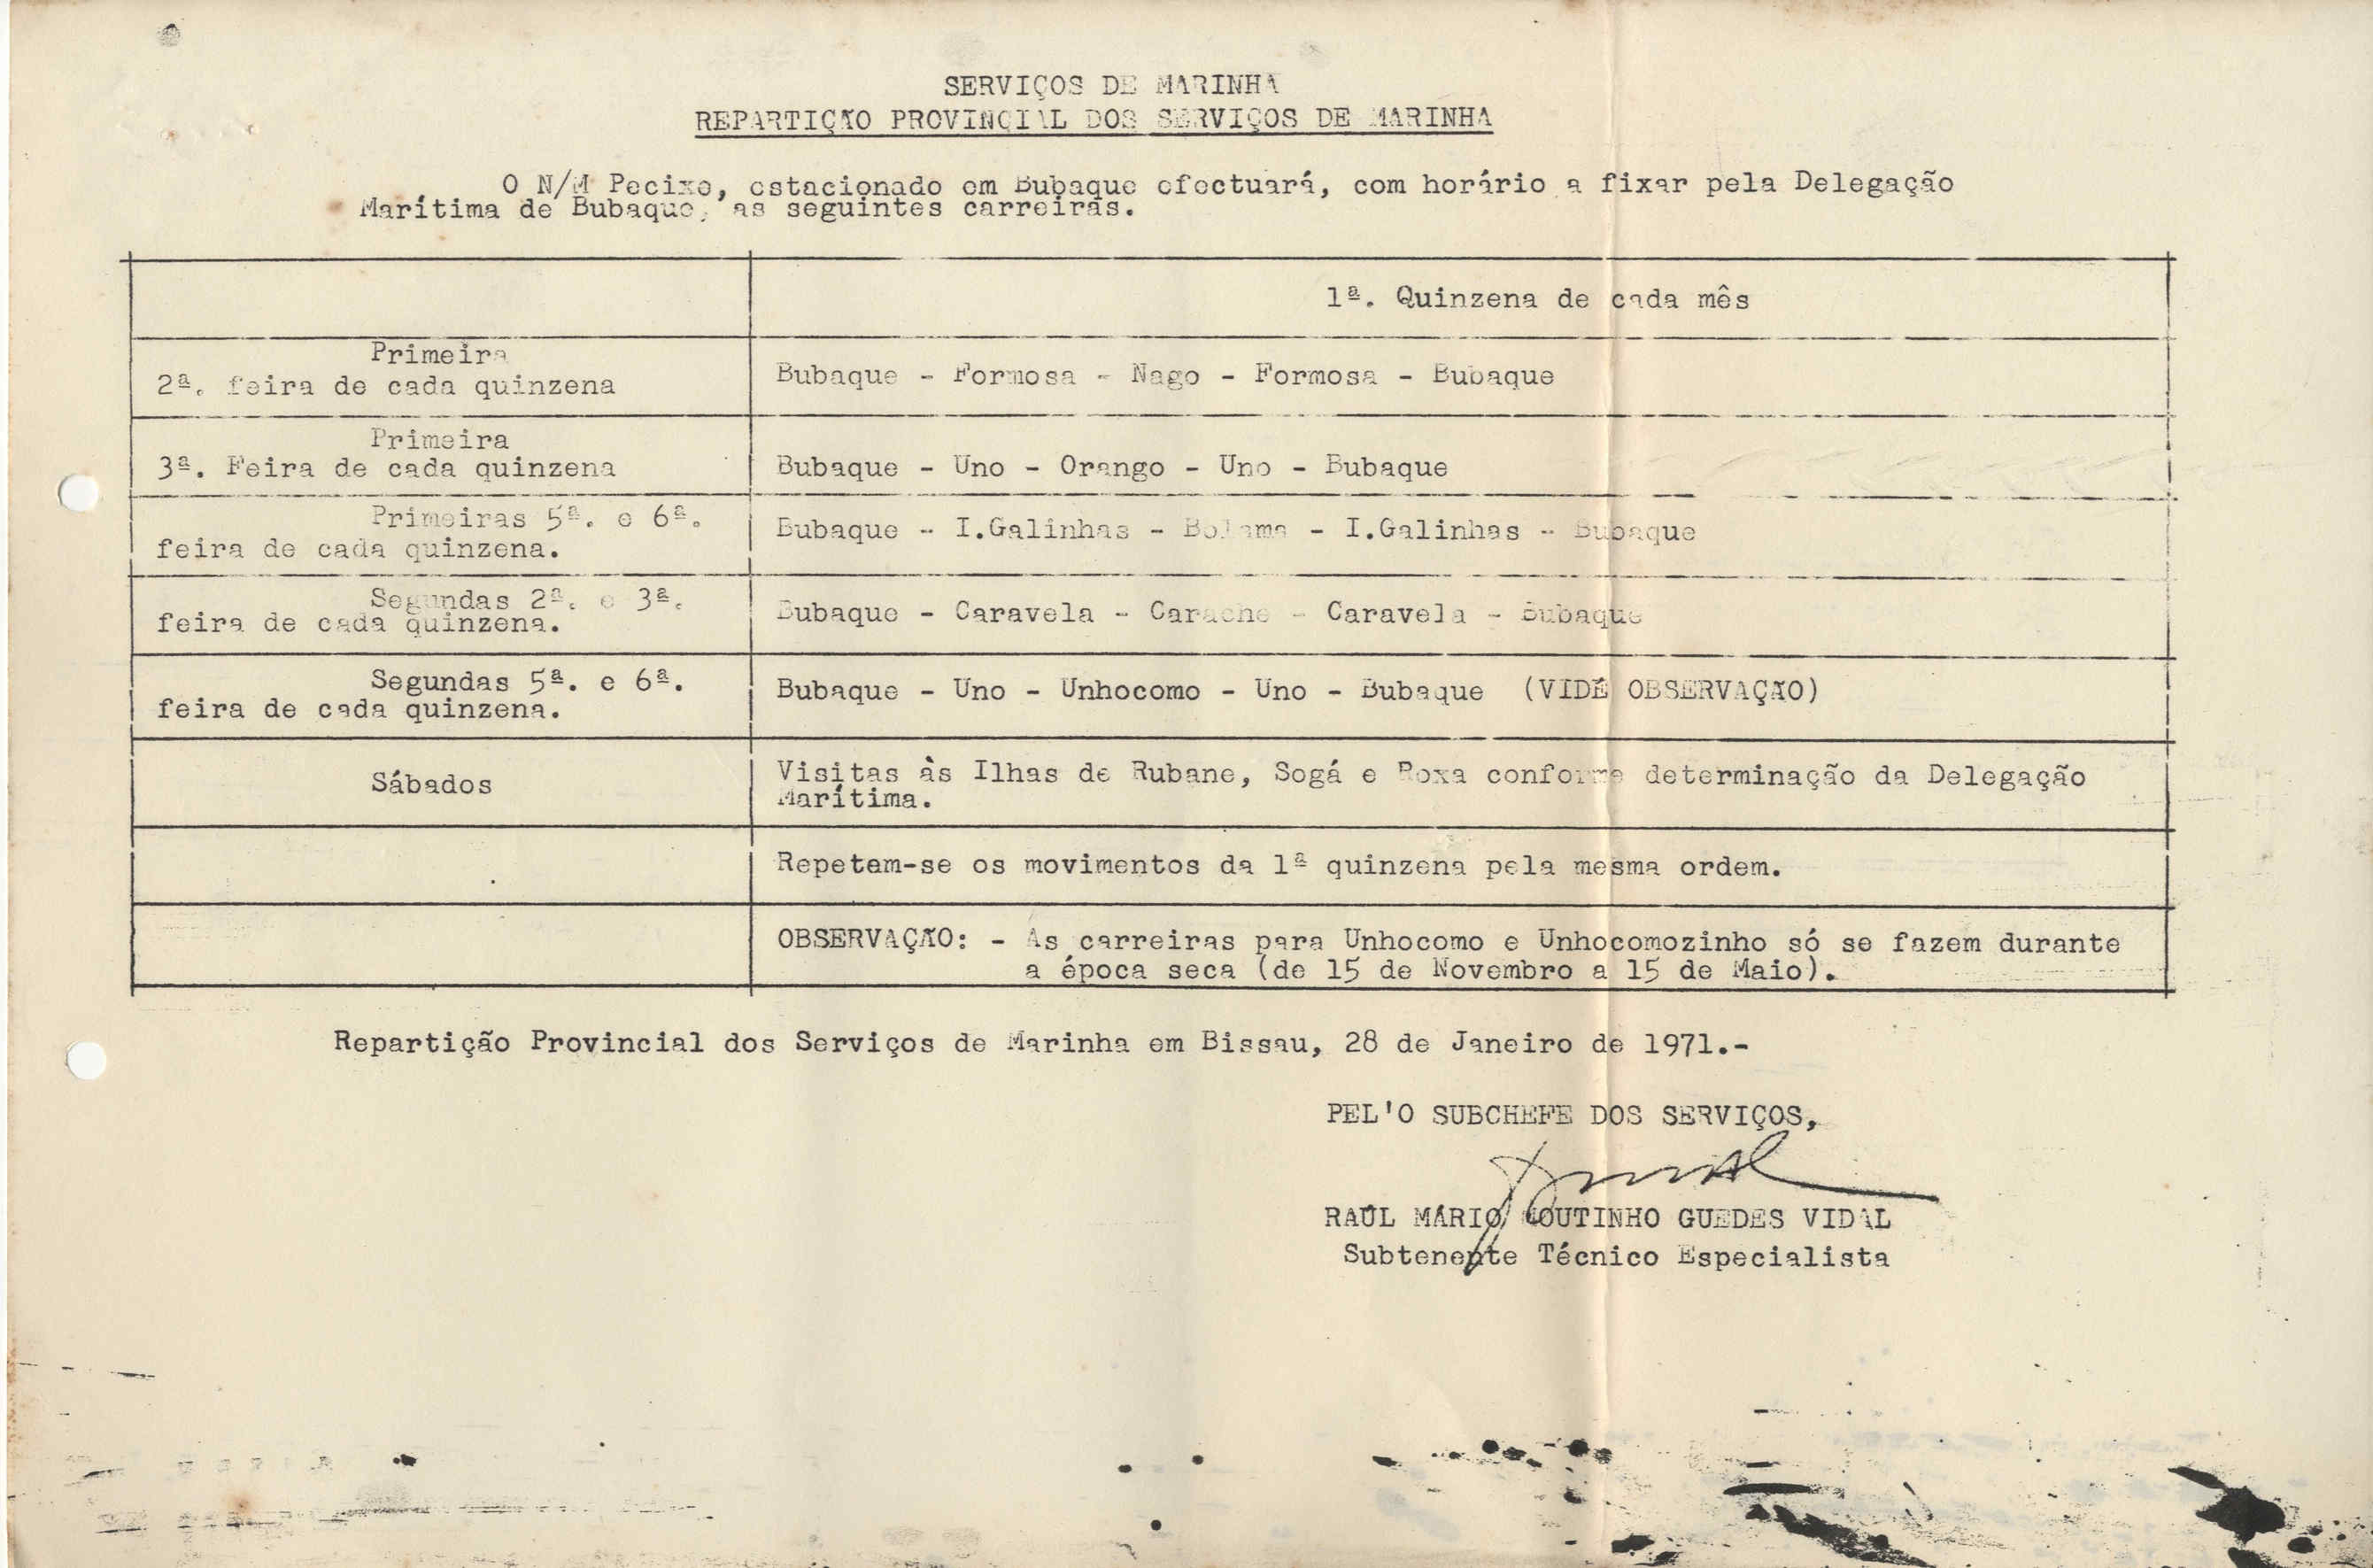 SERVIÇOS DE MARINHA
REPARTIÇÃO PROVINCIAL DOS SERVIÇOS DE MARINHA
O N/M Pecixe, estacionado em Bubaque efectuará, com horário a fixar pela Delegação
Marítima de Bubaque, as seguintes carreiras.
1ª. Quinzena de cada mês
Primeira
2ª. feira de cada quinzena
Bubaque - Formosa - Nago - Formosa - Bubaque
Primeira
3ª. Feira de cada quinzena
Bubaque - Uno - Orango - Uno - Bubaque
Primeiras 5ª. e 6ª.
feira de cada quinzena.
Bubaque - I.Galinhas - Bolama - I.Galinhas - Bubaque
Segundas 2ª. e 3ª.
feira de cada quinzena.
Bubaque - Caravela - Carache - Caravela - Bubaque
Segundas 5ª. e 6ª.
feira de cada quinzena.
Bubaque - Uno - Unhocomo - Uno - Bubaque (VIDÉ OBSERVAÇÃO)
Sábados
Visitas às Ilhas de Rubane, Sogá e Roxa conforme determinação da Delegação
Marítima.
Repetem-se os movimentos da 1ª quinzena pela mesma ordem.
OBSERVAÇÃO: - As carreiras para Unhocomo e Unhocomozinho só se fazem durante
a época seca (de 15 de Novembro a 15 de Maio).
Repartição Provincial dos Serviços de Marinha em Bissau, 28 de Janeiro de 1971.-
PEL'O SUBCHEFE DOS SERVIÇOS,
RAÚL MÁRIO COUTINHO GUEDES VIDAL
Subtenente Técnico Especialista